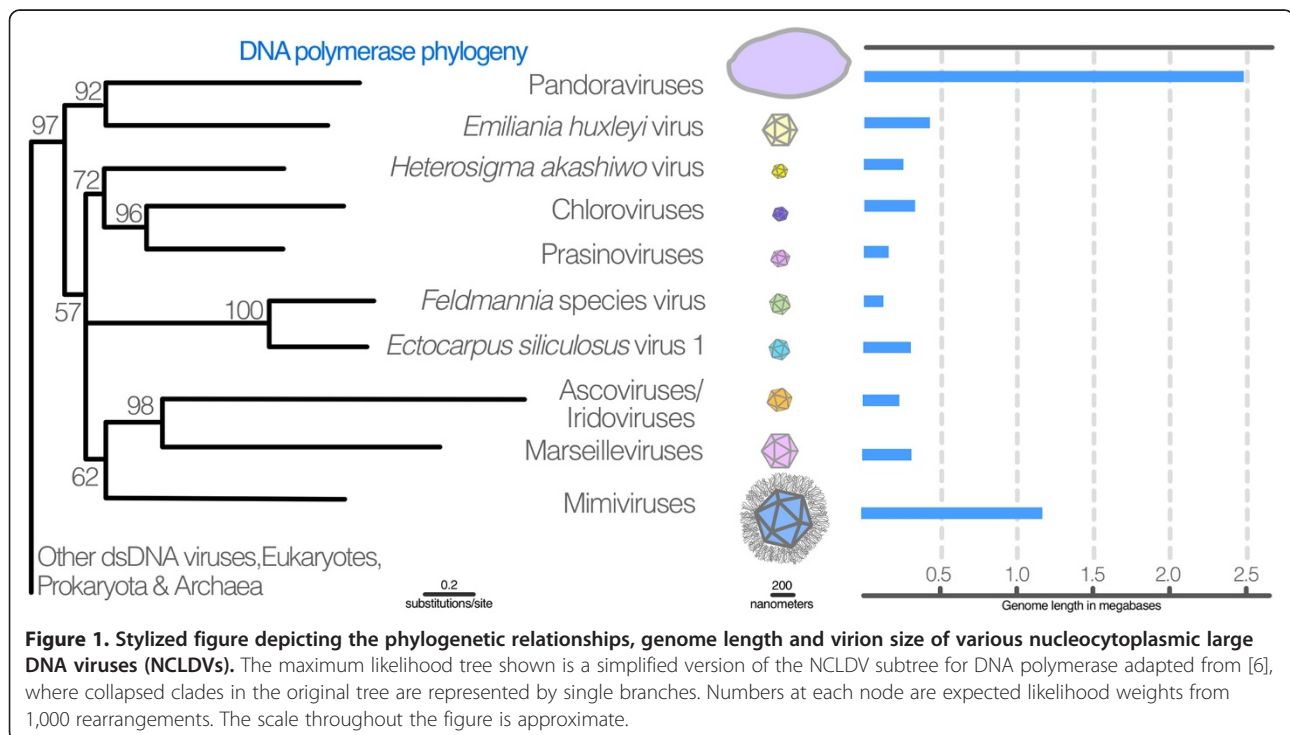 DNA polymerase phylogeny
92
Pandoraviruses
97
Emiliania huxleyi virus
72
Heterosigma akashiwo virus
96
Chloroviruses
Prasinoviruses
57
100
Feldmannia species virus
Ectocarpus siliculosus virus 1
98
Ascoviruses/
Iridoviruses
Marseilleviruses
62
Mimiviruses
Other dsDNA viruses,Eukaryotes,
Prokaryota & Archaea
0.2
substitutions/site
200
nanometers
0.5 1.0 1.5 2.0 2.5
Genome length in megabases
Figure 1. Stylized figure depicting the phylogenetic relationships, genome length and virion size of various nucleocytoplasmic large
DNA viruses (NCLDVs). The maximum likelihood tree shown is a simplified version of the NCLDV subtree for DNA polymerase adapted from [6],
where collapsed clades in the original tree are represented by single branches. Numbers at each node are expected likelihood weights from
1,000 rearrangements. The scale throughout the figure is approximate.